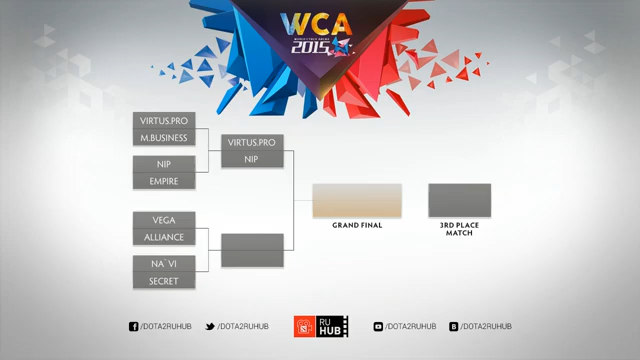 WCA
2015
VIRTUS.PRO
M.BUSINESS
NIP
EMPIRE
VIRTUS.PRO
NIP
VEGA
ALLIANCE
NA`VI
SECRET
GRAND FINAL
3RD PLACE
MATCH
/DOTA2RUHUB
/DOTA2RUHUB
RU
HUB
/DOTA2RUHUB
/DOTA2RUHUB